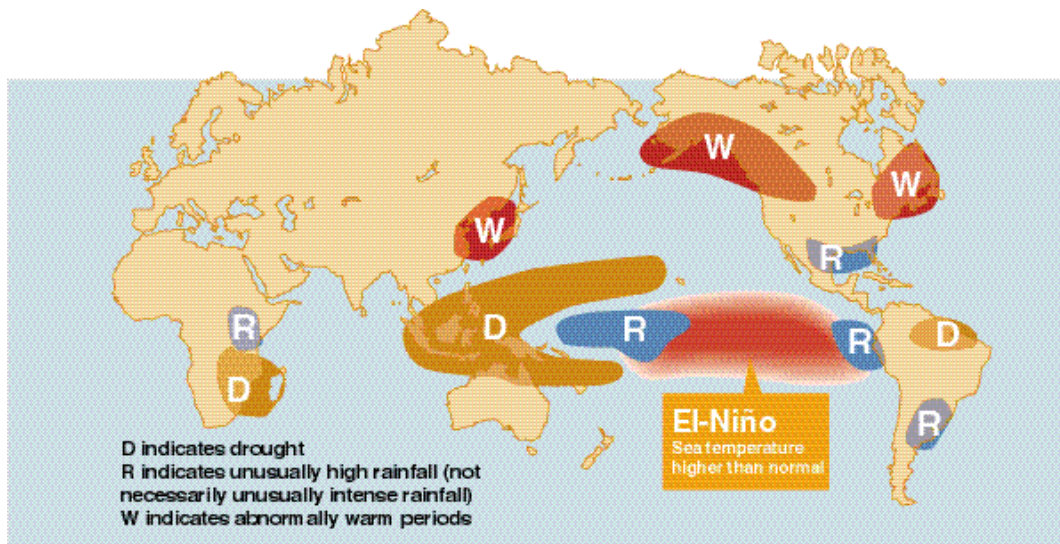 W
W
W
R
R
D
R
R
D
D
R
El-Niño
Sea temperature
higher than normal
D indicates drought
R indicates unusually high rainfall (not
necessarily unusually intense rainfall)
W indicates abnormally warm periods